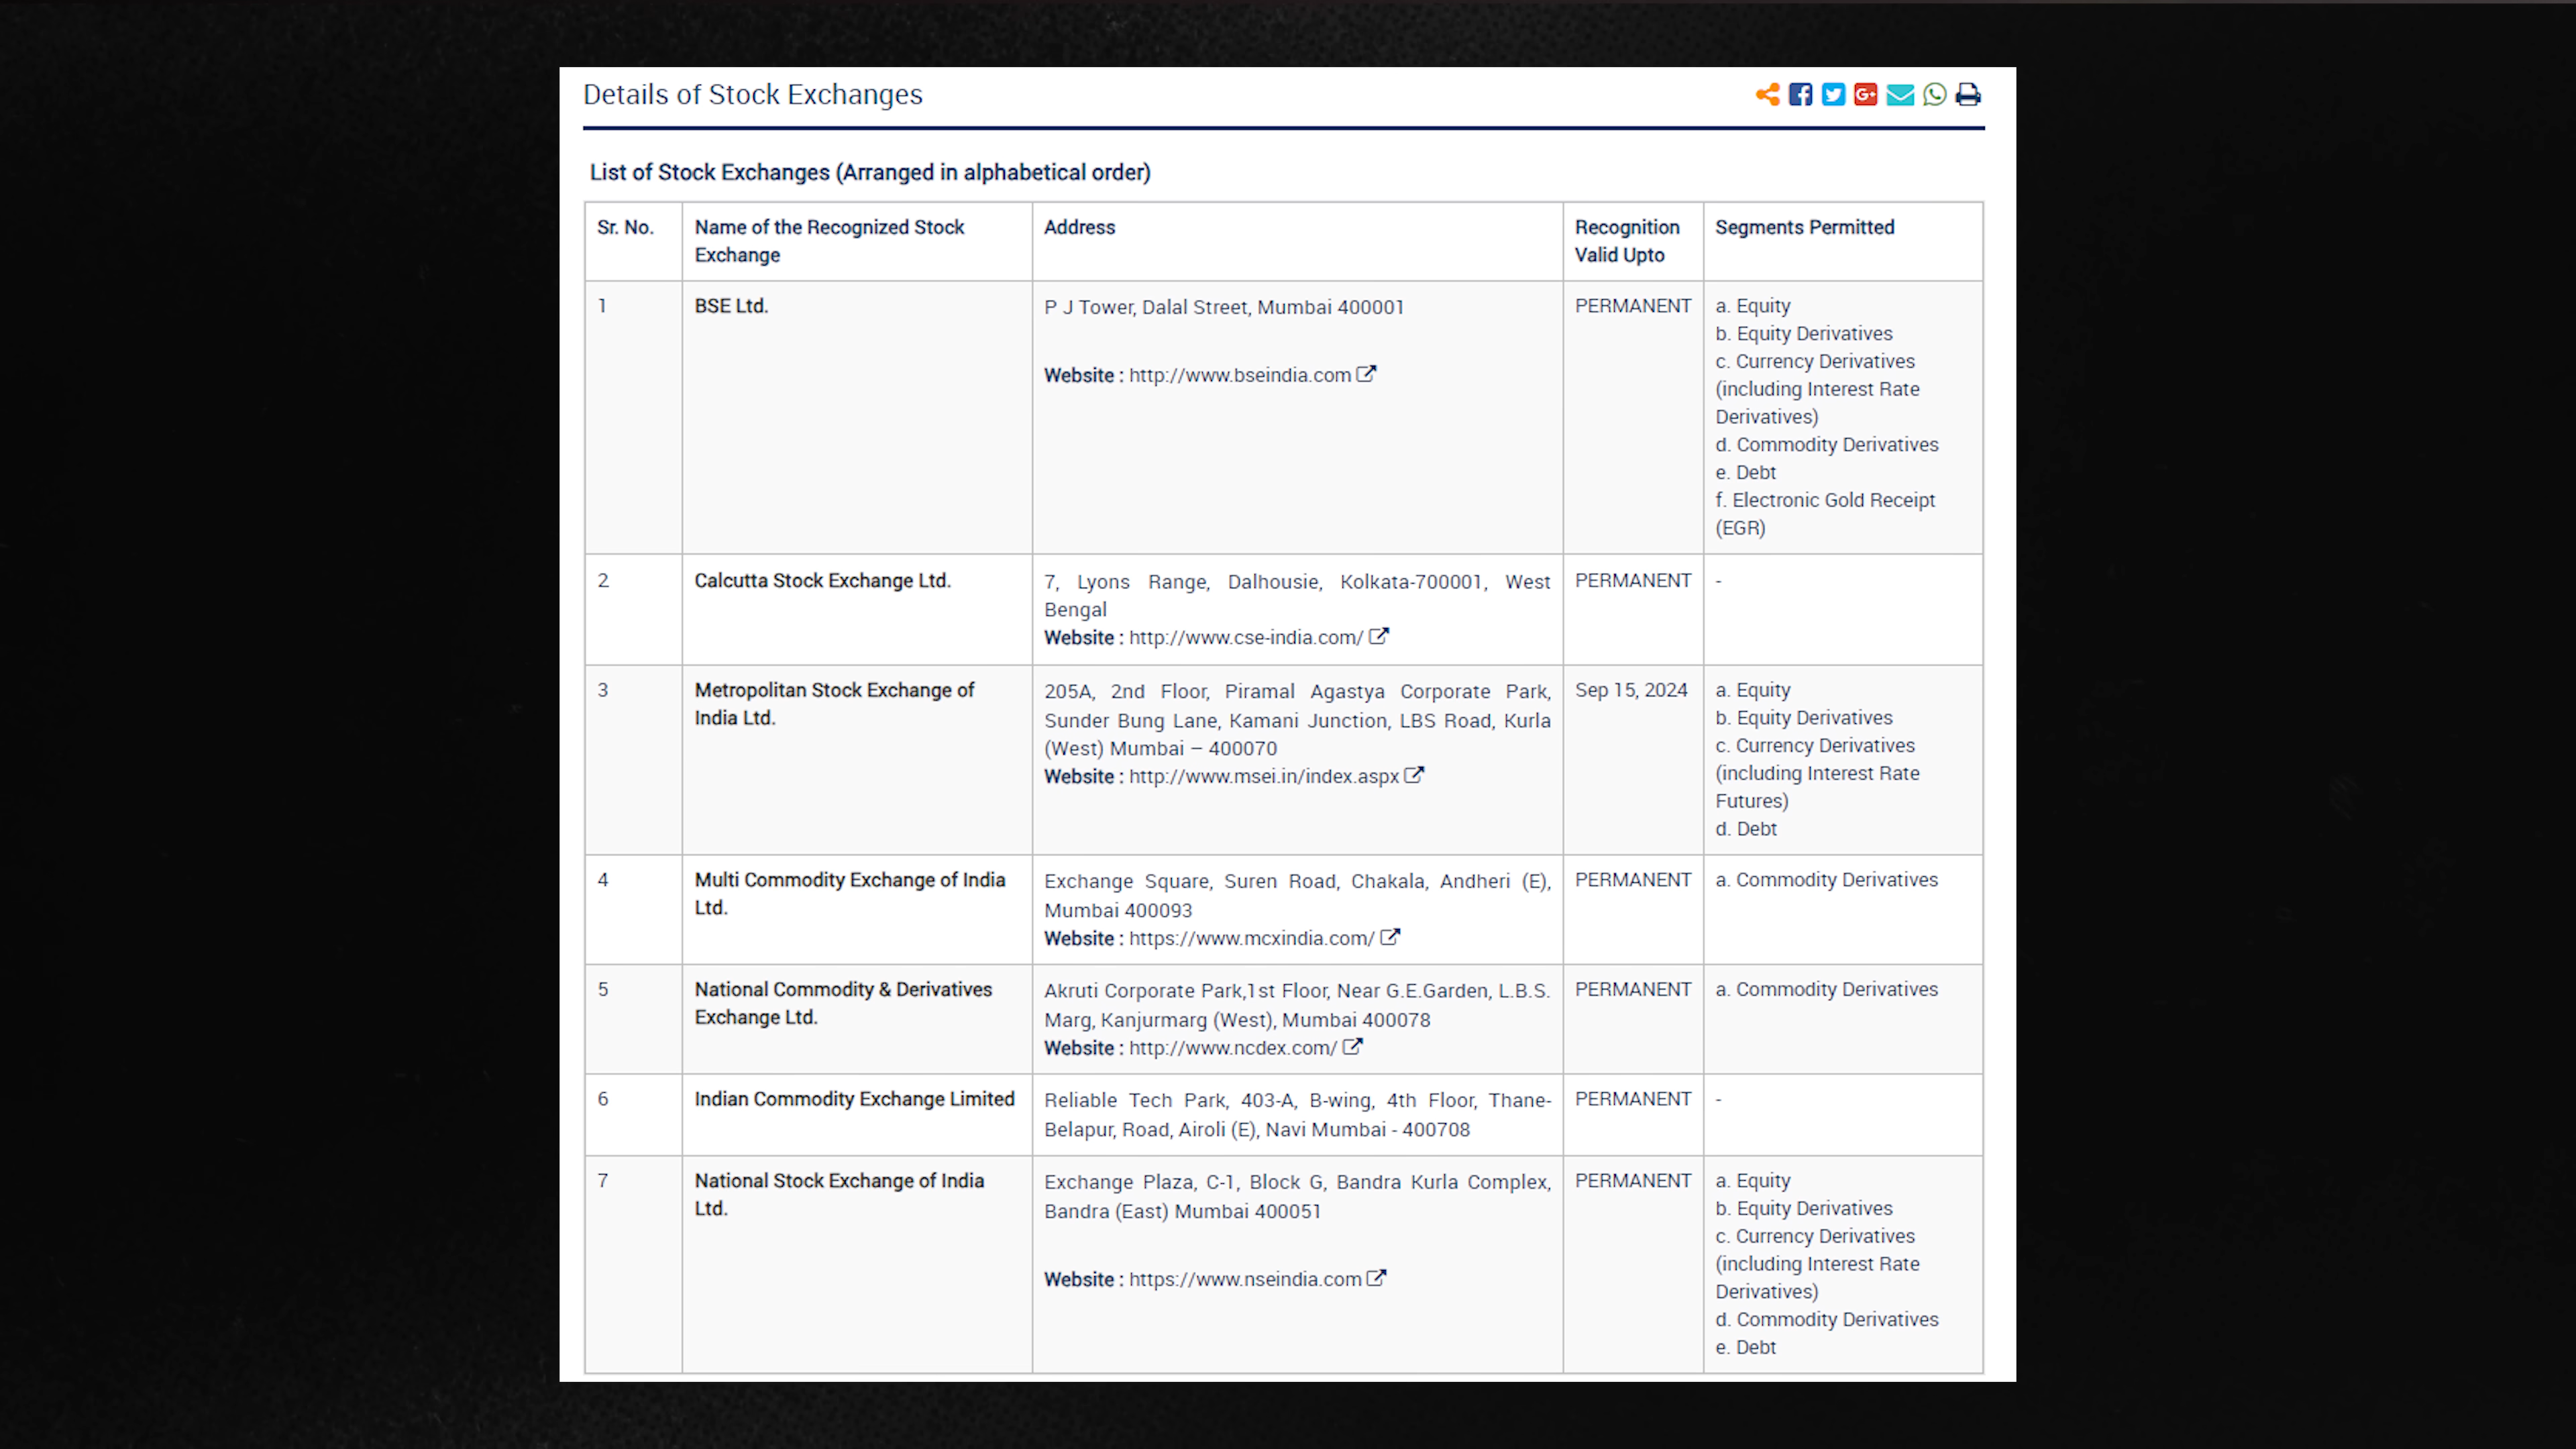 Details of Stock Exchanges
List of Stock Exchanges (Arranged in alphabetical order)
Sr. No.
Name of the Recognized Stock
Exchange
Address
Recognition
Valid Upto
Segments Permitted
1
BSE Ltd.
P J Tower, Dalal Street, Mumbai 400001
Website : http://www.bseindia.com
PERMANENT
a. Equity
b. Equity Derivatives
c. Currency Derivatives
(including Interest Rate
Derivatives)
d. Commodity Derivatives
e. Debt
f. Electronic Gold Receipt
(EGR)
2
Calcutta Stock Exchange Ltd.
7, Lyons Range, Dalhousie, Kolkata-700001, West
Bengal
Website : http://www.cse-india.com/
PERMANENT
-
3
Metropolitan Stock Exchange of
India Ltd.
205A, 2nd Floor, Piramal Agastya Corporate Park,
Sunder Bung Lane, Kamani Junction, LBS Road, Kurla
(West) Mumbai – 400070
Website : http://www.msei.in/index.aspx
Sep 15, 2024
a. Equity
b. Equity Derivatives
c. Currency Derivatives
(including Interest Rate
Futures)
d. Debt
4
Multi Commodity Exchange of India
Ltd.
Exchange Square, Suren Road, Chakala, Andheri (E),
Mumbai 400093
Website : https://www.mcxindia.com/
PERMANENT
a. Commodity Derivatives
5
National Commodity & Derivatives
Exchange Ltd.
Akruti Corporate Park,1st Floor, Near G.E.Garden, L.B.S.
Marg, Kanjurmarg (West), Mumbai 400078
Website : http://www.ncdex.com/
PERMANENT
a. Commodity Derivatives
6
Indian Commodity Exchange Limited
Reliable Tech Park, 403-A, B-wing, 4th Floor, Thane-
Belapur, Road, Airoli (E), Navi Mumbai - 400708
PERMANENT
-
7
National Stock Exchange of India
Ltd.
Exchange Plaza, C-1, Block G, Bandra Kurla Complex,
Bandra (East) Mumbai 400051
Website : https://www.nseindia.com
PERMANENT
a. Equity
b. Equity Derivatives
c. Currency Derivatives
(including Interest Rate
Derivatives)
d. Commodity Derivatives
e. Debt